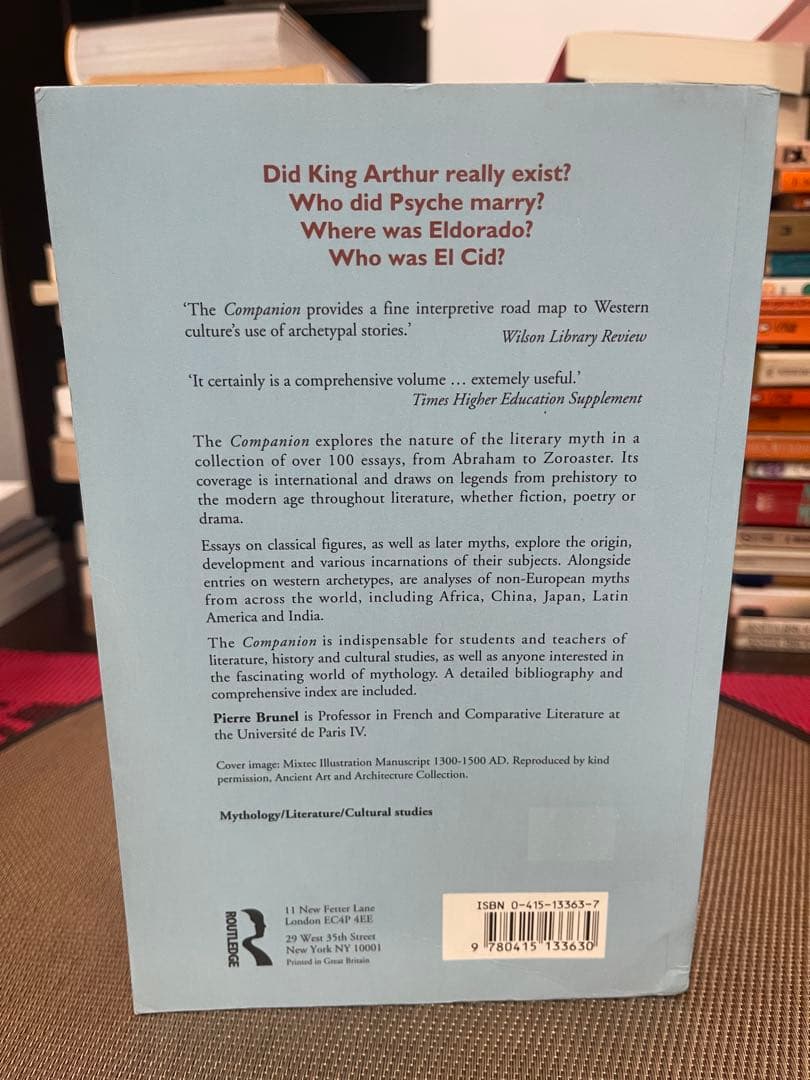 Did King Arthur really exist?
Who did Psyche marry?
Where was Eldorado?
Who was El Cid?
‘The Companion provides a fine interpretive road map to Western
culture’s use of archetypal stories.’
Wilson Library Review
‘It certainly is a comprehensive volume … extemely useful.’
Times Higher Education Supplement
The Companion explores the nature of the literary myth in a
collection of over 100 essays, from Abraham to Zoroaster. Its
coverage is international and draws on legends from prehistory to
the modern age throughout literature, whether fiction, poetry or
drama.
Essays on classical figures, as well as later myths, explore the origin,
development and various incarnations of their subjects. Alongside
entries on western archetypes, are analyses of non-European myths
from across the world, including Africa, China, Japan, Latin
America and India.
The Companion is indispensable for students and teachers of
literature, history and cultural studies, as well as anyone interested in
the fascinating world of mythology. A detailed bibliography and
comprehensive index are included.
Pierre Brunel is Professor in French and Comparative Literature at
the Université de Paris IV.
Cover image: Mixtec Illustration Manuscript 1300-1500 AD. Reproduced by kind
permission, Ancient Art and Architecture Collection.
Mythology/Literature/Cultural studies
ROUTLEDGE
11 New Fetter Lane
London EC4P 4EE
29 West 35th Street
New York NY 10001
Printed in Great Britain
ISBN 0-415-13363-7
9 780415 133630